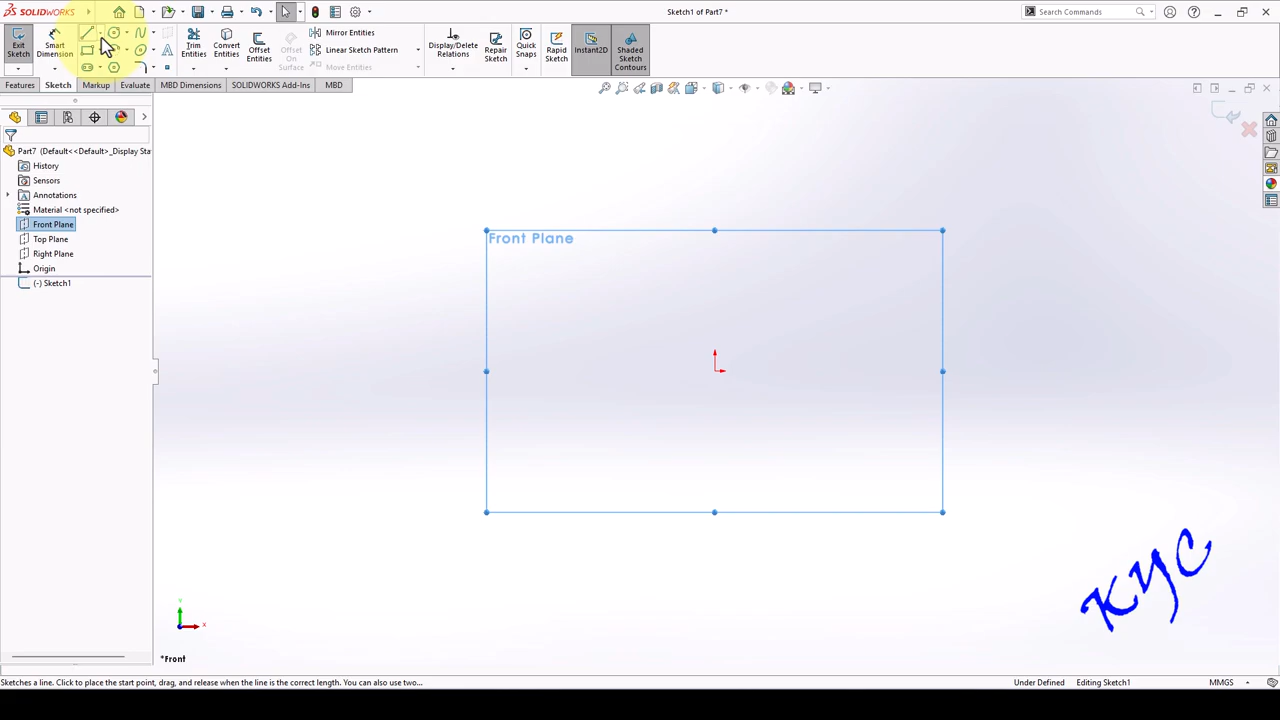 SOLIDWORKS
Sketch1 of Part7 *
Search Commands
Exit Sketch
Smart Dimension
Trim Entities
Convert Entities
Offset Entities
Offset On Surface
Mirror Entities
Linear Sketch Pattern
Move Entities
Display/Delete Relations
Repair Sketch
Quick Snaps
Rapid Sketch
Instant2D
Shaded Sketch Contours
Features Sketch Markup Evaluate MBD Dimensions SOLIDWORKS Add-Ins MBD
Part7 (Default<<Default>_Display Sta
History
Sensors
Annotations
Material <not specified>
Front Plane
Top Plane
Right Plane
Origin
(-) Sketch1
Front Plane
KYC
Y
X
*Front
Sketches a line. Click to place the start point, drag, and release when the line is the correct length. You can also use two...
Under Defined Editing Sketch1 MMGS